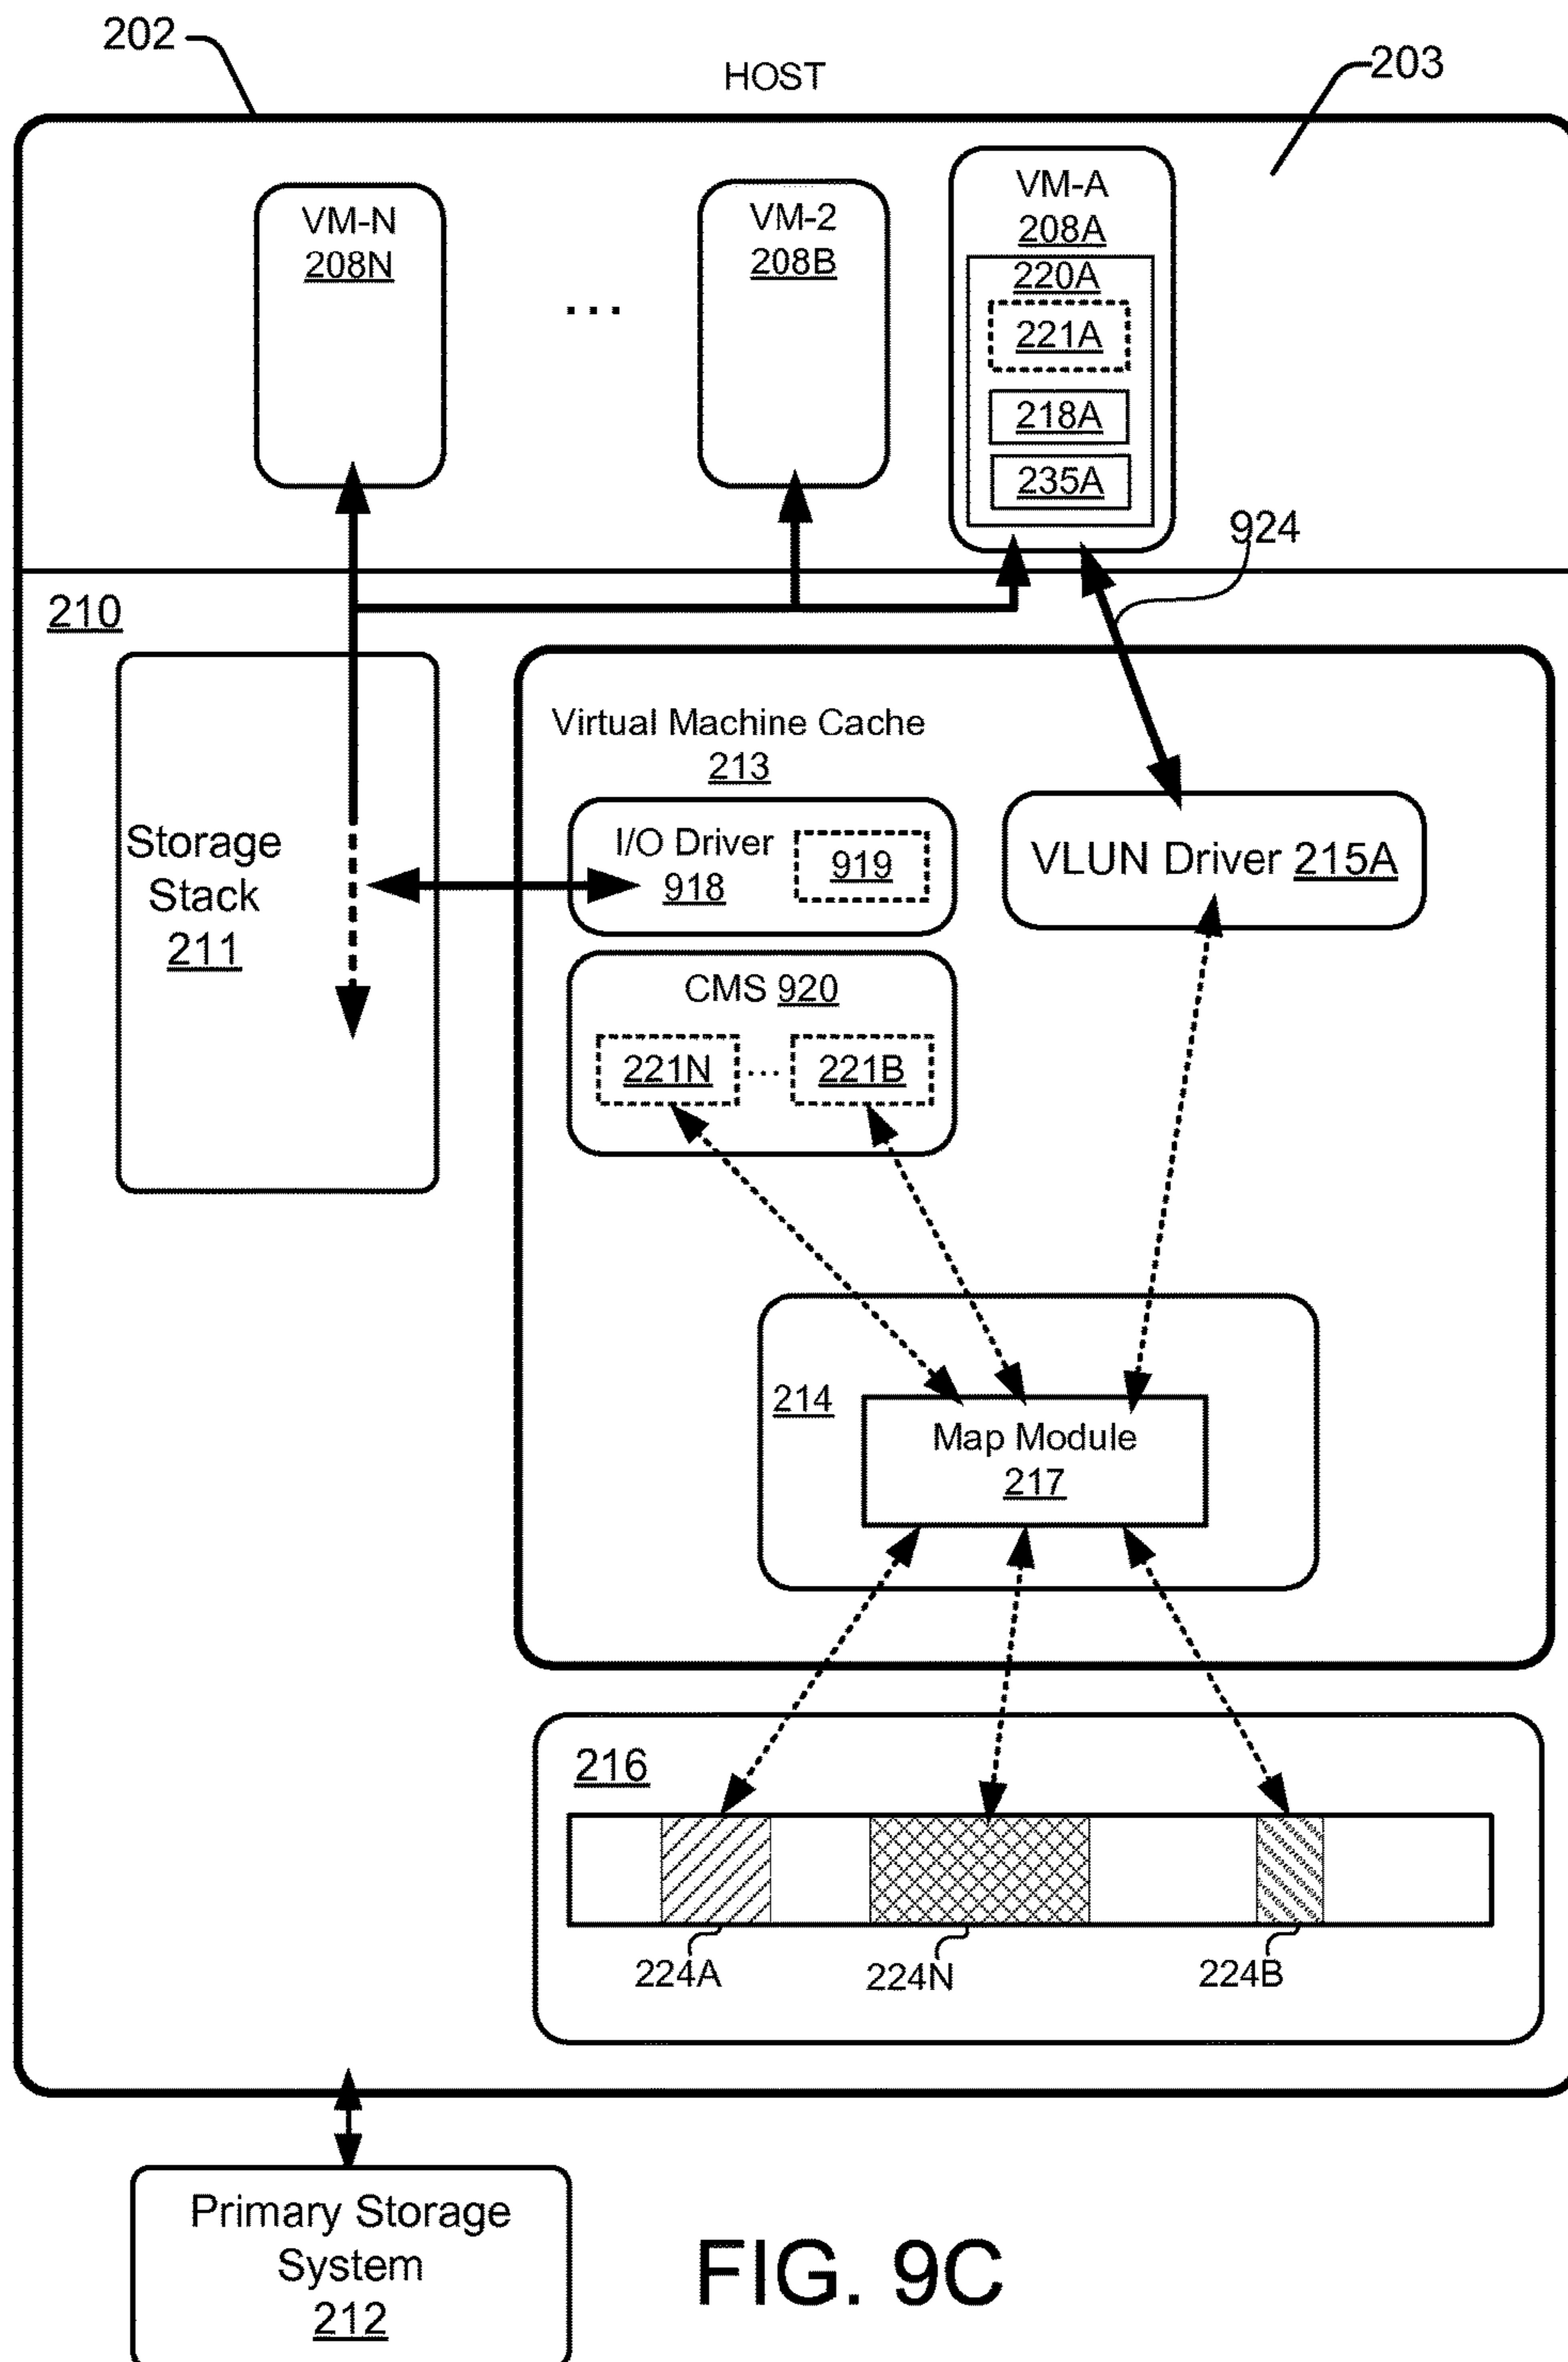 202
HOST
203
VM-N
208N
...
VM-2
208B
VM-A
208A
220A
221A
218A
235A
924
210
Storage
Stack
211
Virtual Machine Cache
213
I/O Driver
918
919
VLUN Driver 215A
CMS 920
221N ... 221B
214
Map Module
217
216
224A
224N
224B
Primary Storage
System
212
FIG. 9C